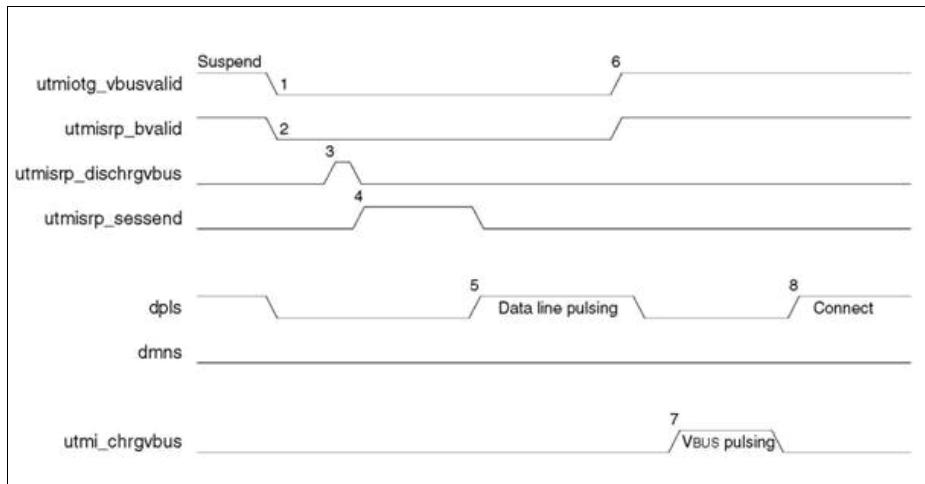 Suspend
utmiotg_vbusvalid
1
6
utmisrp_bvalid
2
utmisrp_dischrgvbus
3
utmisrp_sessend
4
dpls
5
Data line pulsing
8
Connect
dmns
utmi_chrgvbus
7
VBUS pulsing